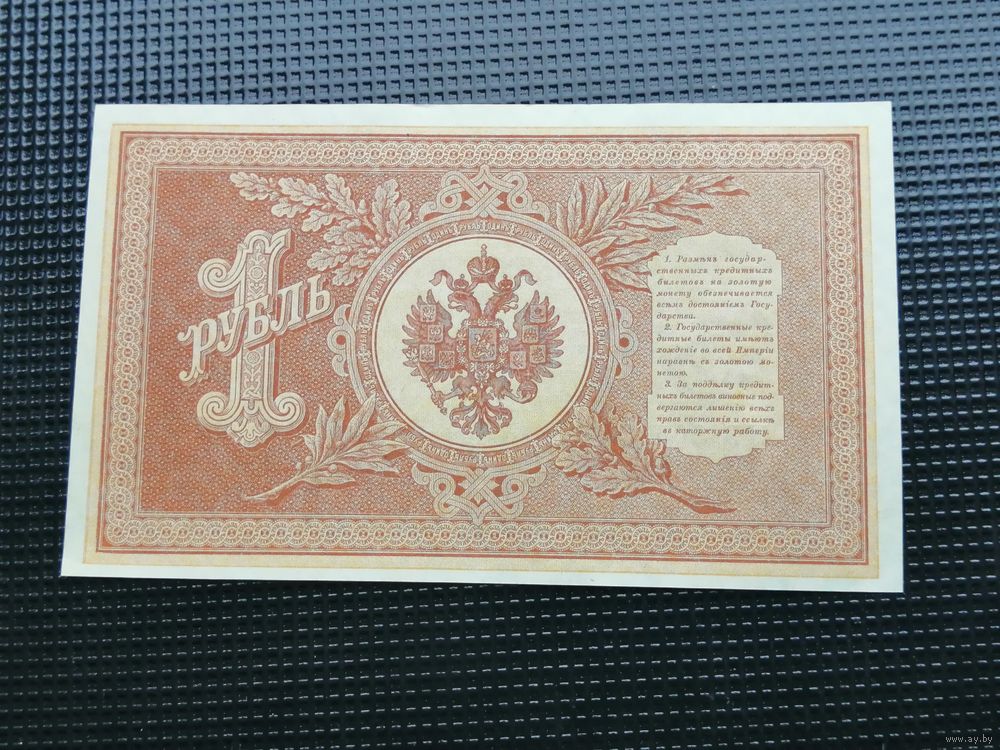 1
РУБЛЬ
1. Размѣнъ государ-
ственныхъ кредитныхъ
билетовъ на золотую
монету обезпечивается
всѣмъ достояніемъ Госу-
дарства.
2. Государственные кре-
дитные билеты имѣютъ
хожденіе во всей Имперіи
наравнѣ съ золотою мо-
нетою.
3. За поддѣлку кредит-
ныхъ билетовъ виновные под-
вергаются лишенію всѣхъ
правъ состоянія и ссылкѣ
въ каторжную работу.
www.ay.by